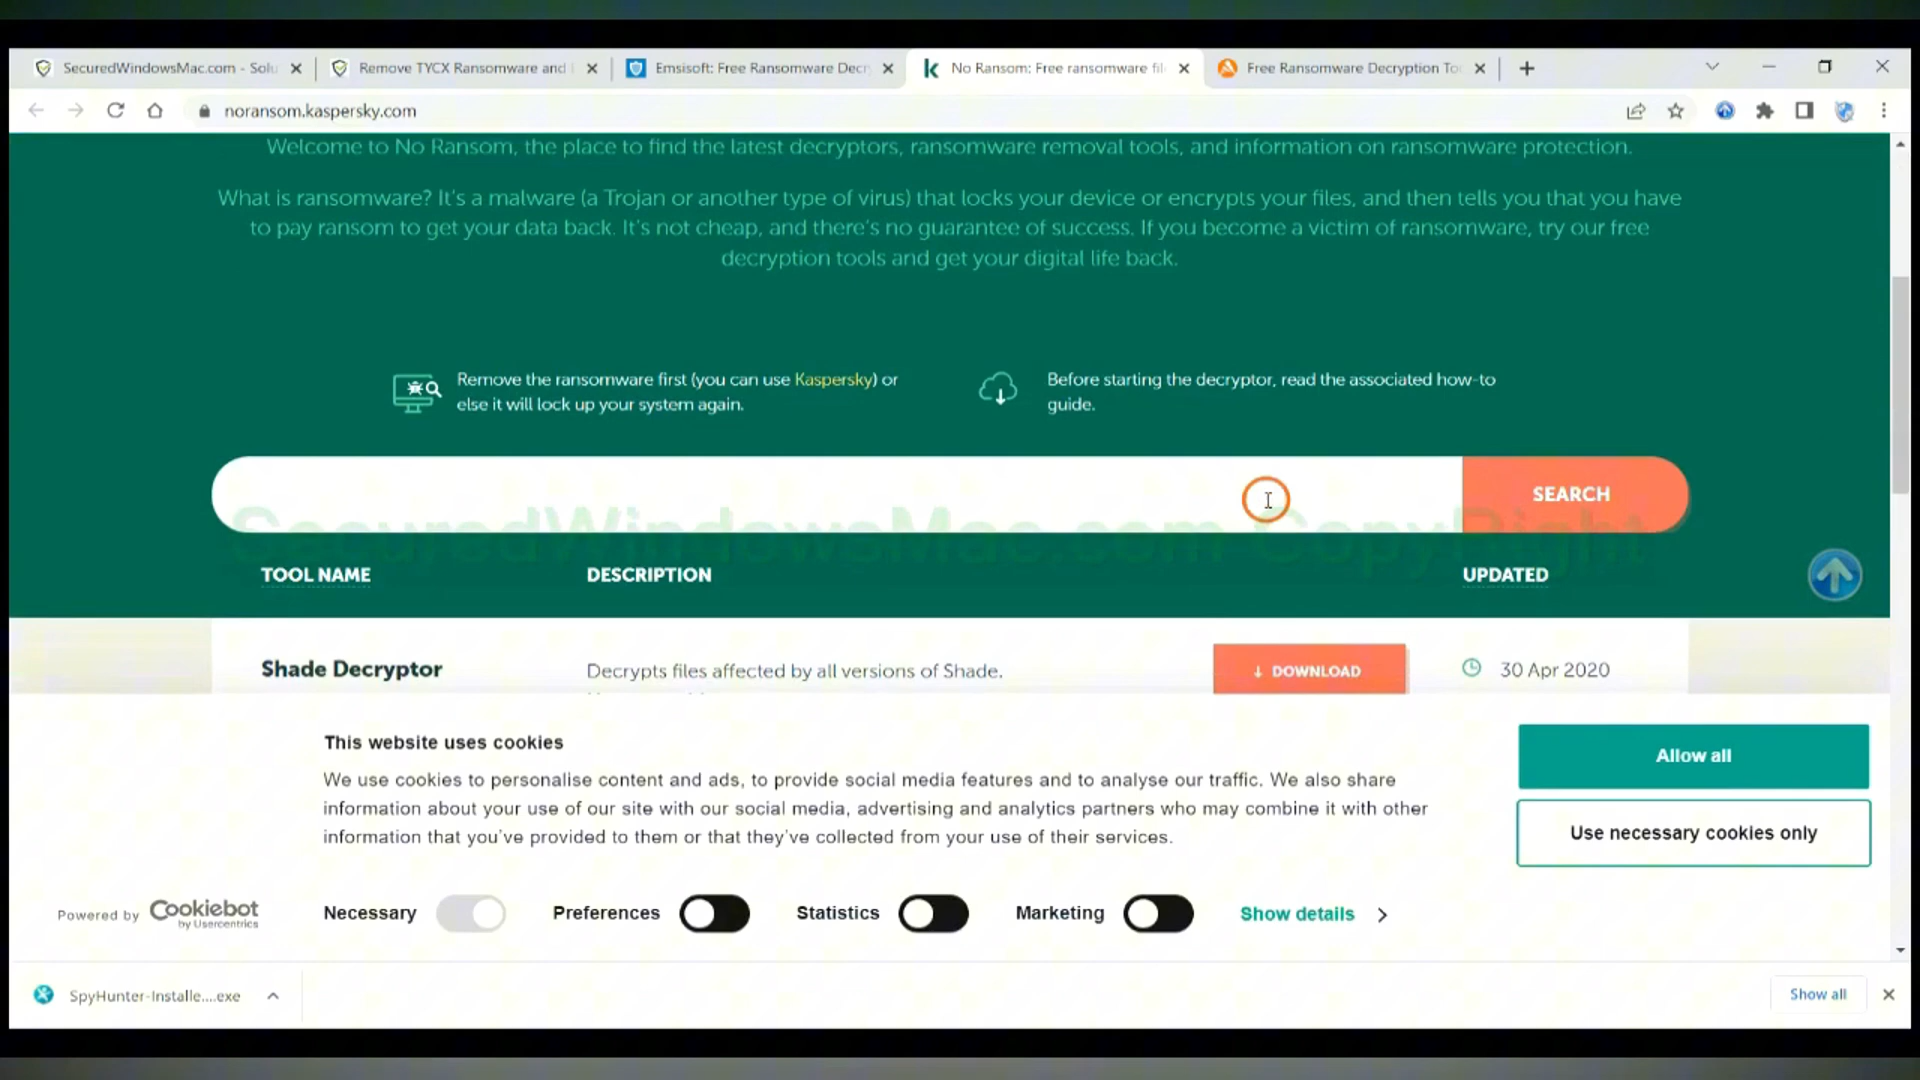 SecuredWindowsMac.com - Solu
Remove TYCX Ransomware and
Emsisoft: Free Ransomware Decr
No Ransom: Free ransomware fil
Free Ransomware Decryption To
noransom.kaspersky.com
Welcome to No Ransom, the place to find the latest decryptors, ransomware removal tools, and information on ransomware protection.
What is ransomware? It's a malware (a Trojan or another type of virus) that locks your device or encrypts your files, and then tells you that you have
to pay ransom to get your data back. It's not cheap, and there's no guarantee of success. If you become a victim of ransomware, try our free
decryption tools and get your digital life back.
Remove the ransomware first (you can use Kaspersky) or
else it will lock up your system again.
Before starting the decryptor, read the associated how-to
guide.
SEARCH
SecuredWindowsMac.com CopyRight
TOOL NAME
DESCRIPTION
UPDATED
Shade Decryptor
Decrypts files affected by all versions of Shade.
DOWNLOAD
30 Apr 2020
This website uses cookies
We use cookies to personalise content and ads, to provide social media features and to analyse our traffic. We also share
information about your use of our site with our social media, advertising and analytics partners who may combine it with other
information that you've provided to them or that they've collected from your use of their services.
Allow all
Use necessary cookies only
Powered by Cookiebot
by Usercentrics
Necessary
Preferences
Statistics
Marketing
Show details
SpyHunter-Installe....exe
Show all